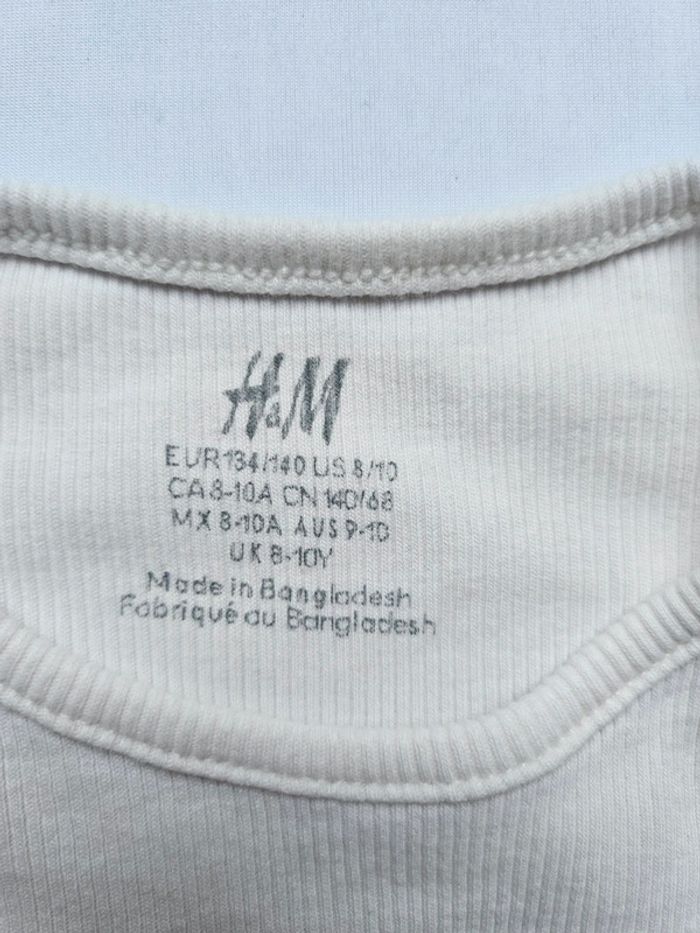 H&M
EUR 134/140 US 8/10
CA 8-10A CN 140/68
MX 8-10A AUS 9-10
UK 8-10Y
Made in Bangladesh
Fabriqué au Bangladesh